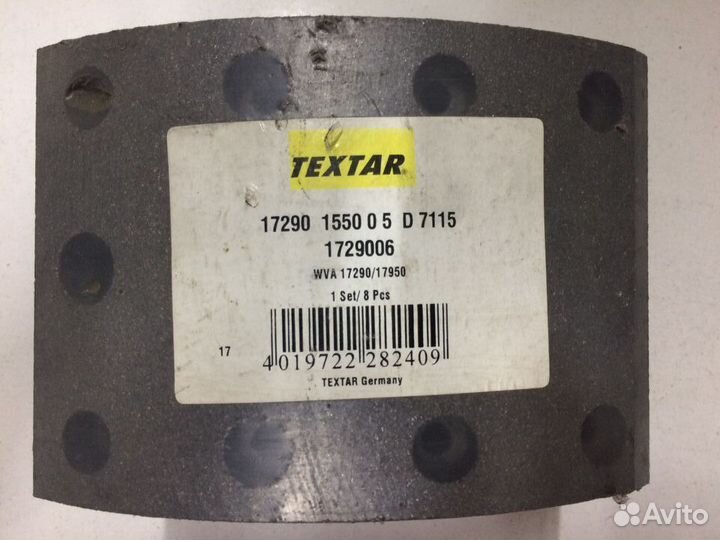 TEXTAR
17290 1550 0 5 D 7115
1729006
WVA 17290/17950
1 Set/ 8 Pcs
17
4 019722 282409
TEXTAR Germany
Avito